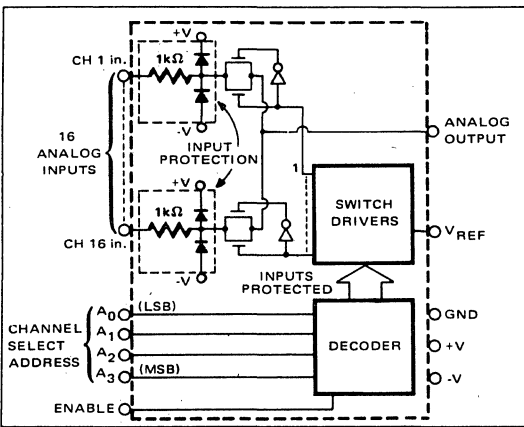 +V
CH 1 in.
1kΩ
-V
16
ANALOG
INPUTS
INPUT
PROTECTION
ANALOG
OUTPUT
1
+V
1kΩ
CH 16 in.
-V
SWITCH
DRIVERS
VREF
INPUTS
PROTECTED
CHANNEL
SELECT
ADDRESS
A0 (LSB)
A1
A2
A3 (MSB)
ENABLE
DECODER
GND
+V
-V